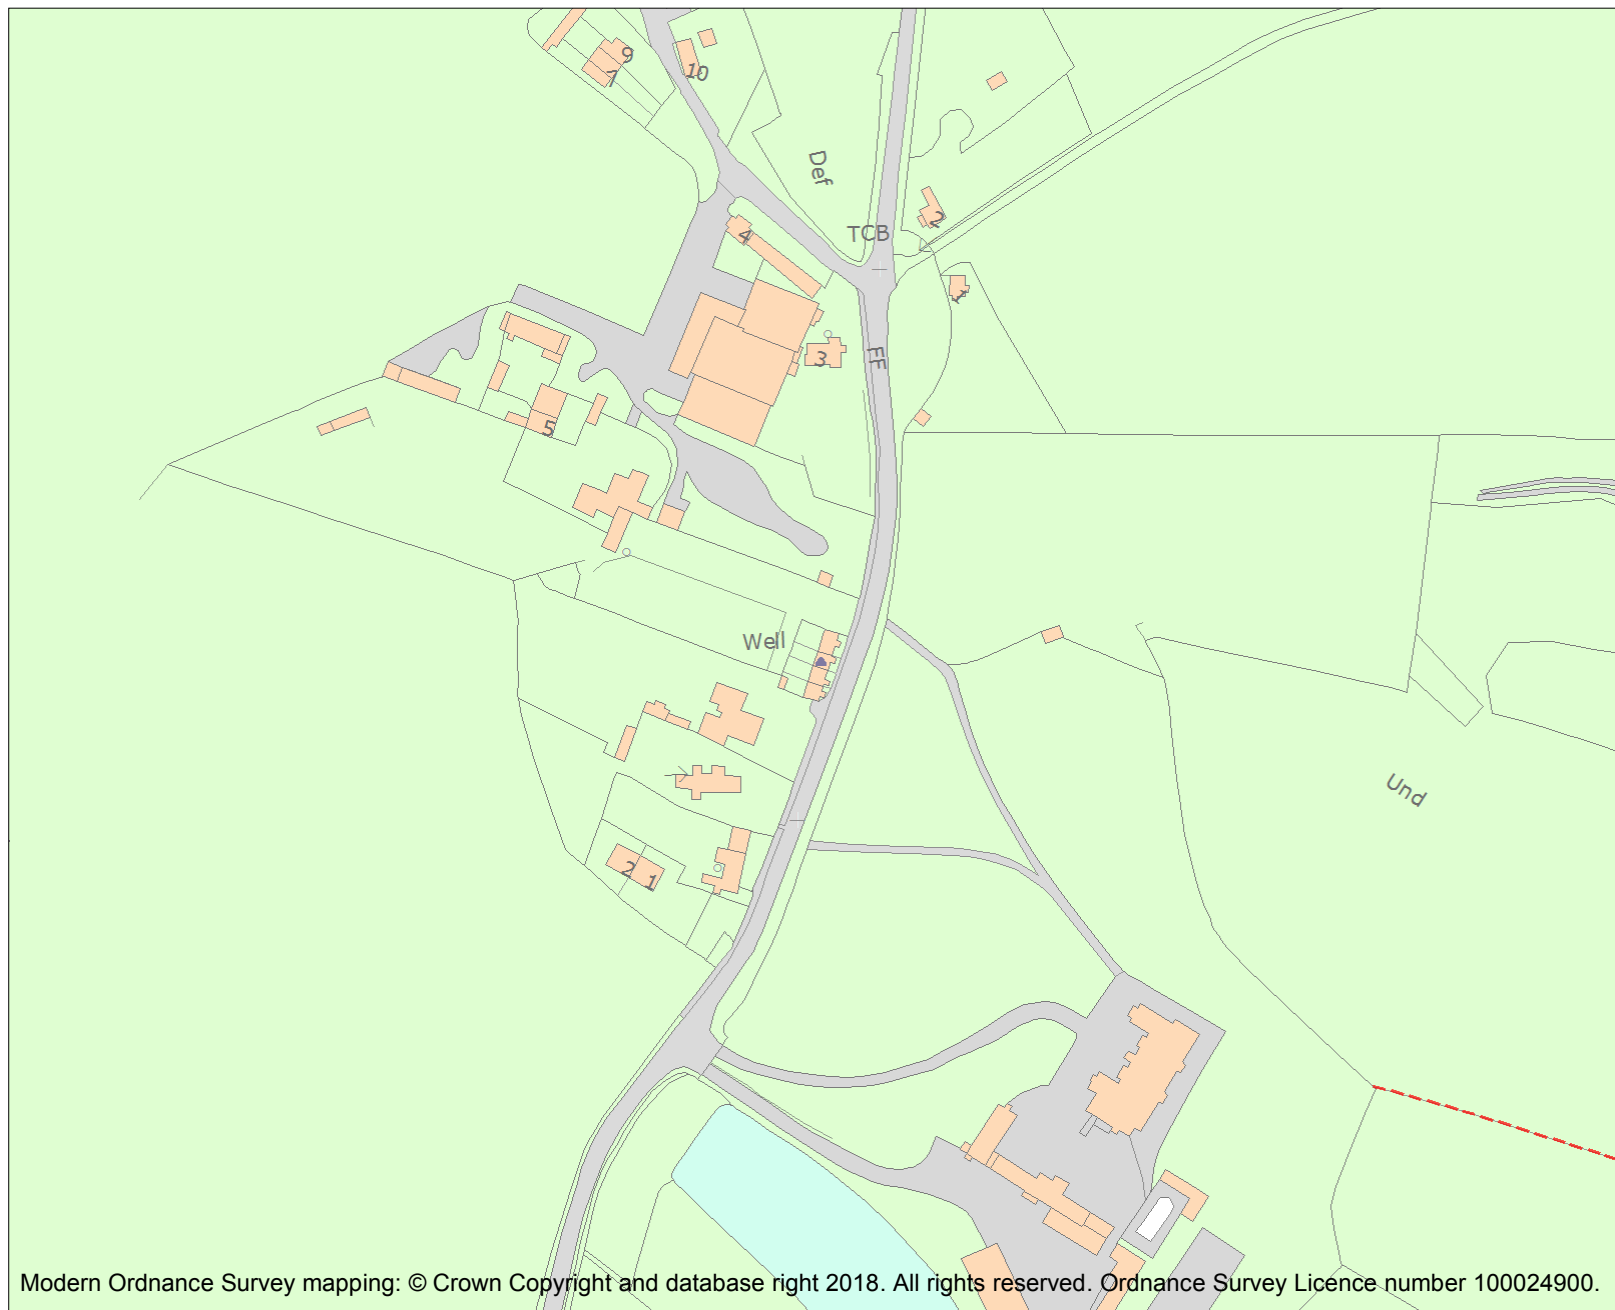 9
7
10
Def
2
4
TCB
1
3
FF
5
Well
Und
2
1
Modern Ordnance Survey mapping: © Crown Copyright and database right 2018. All rights reserved. Ordnance Survey Licence number 100024900.